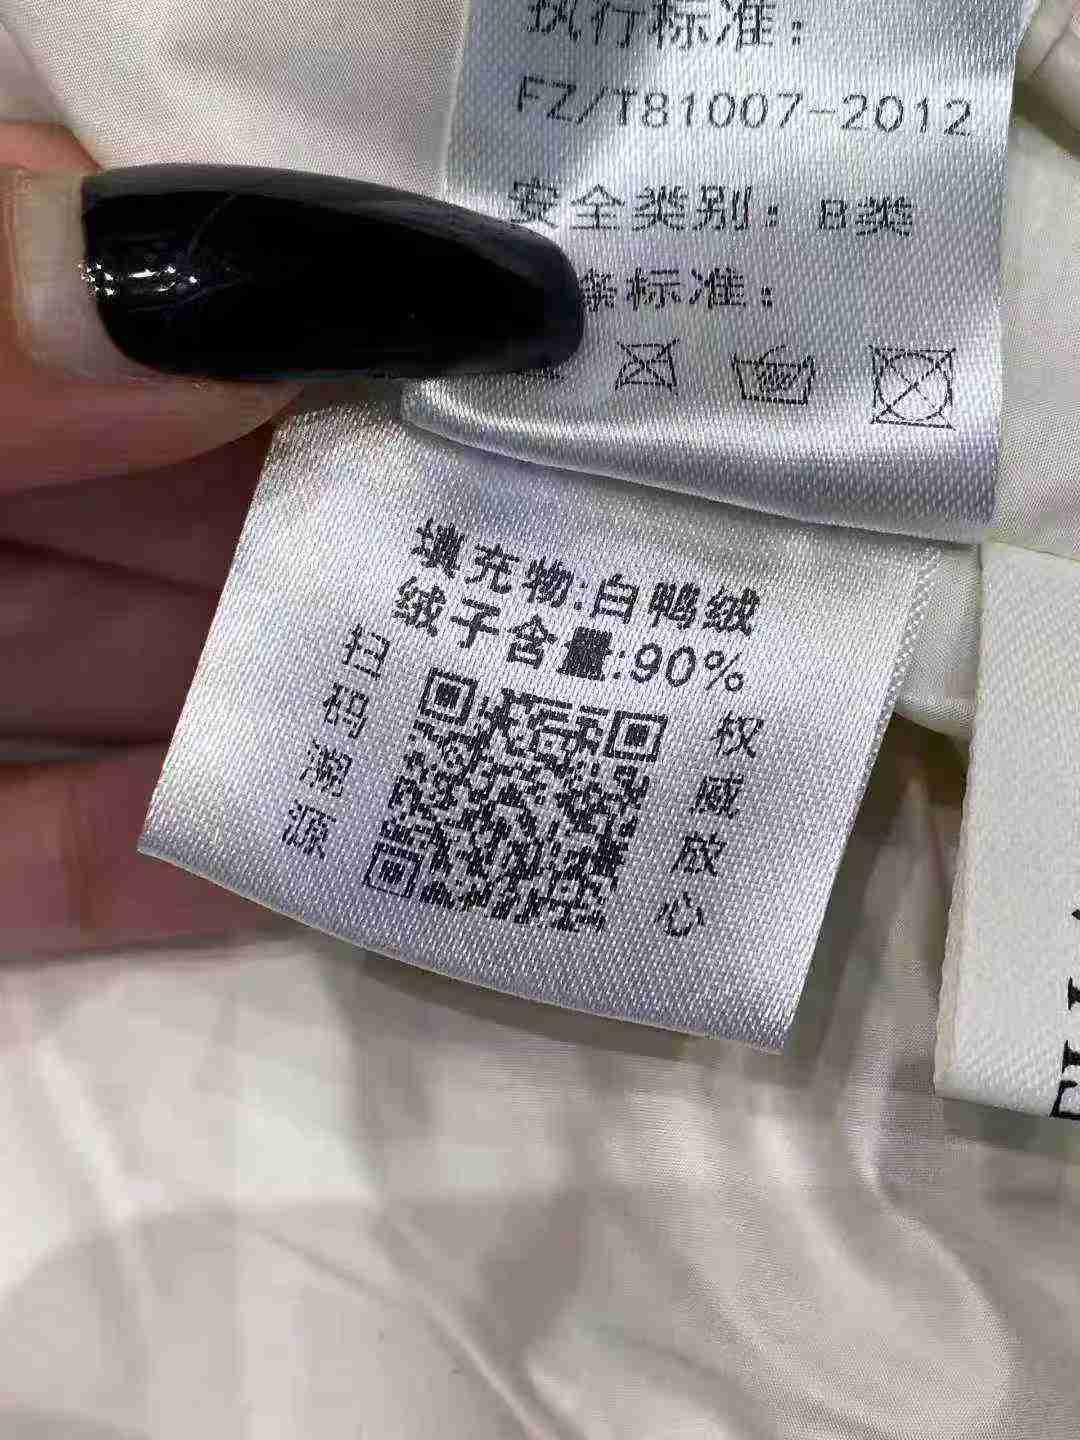 执行标准：
FZ/T81007-2012
安全类别：B类
条标准：
填充物:白鸭绒
绒子含量:90%
扫码溯源
权威放心